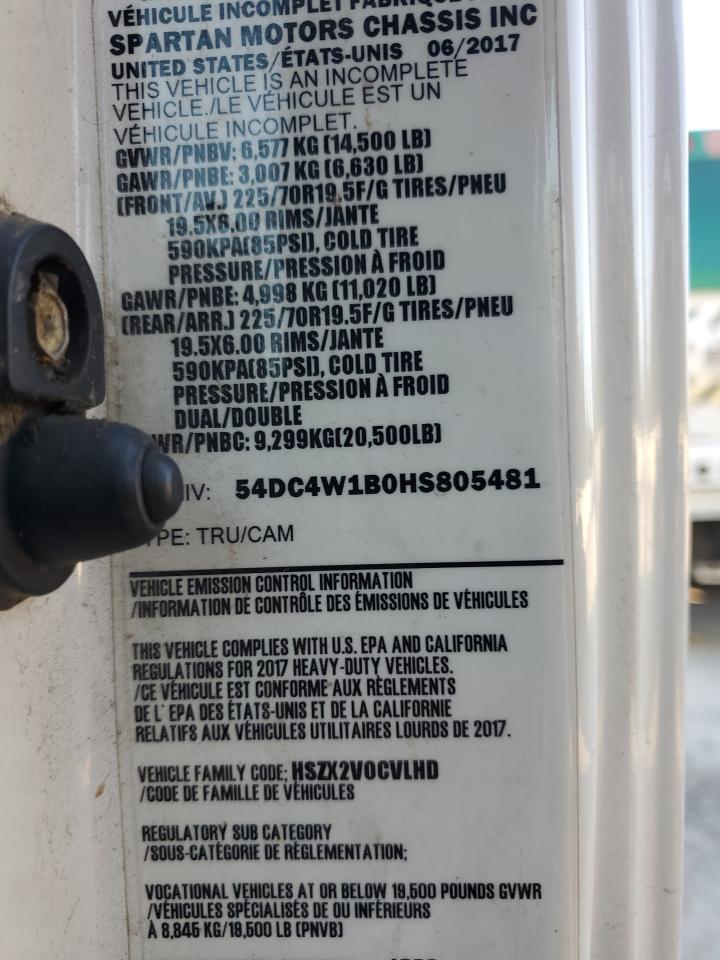 VÉHICULE INCOMPLET FABRIQUÉ
SPARTAN MOTORS CHASSIS INC
UNITED STATES/ÉTATS-UNIS 06/2017
THIS VEHICLE IS AN INCOMPLETE
VEHICLE./LE VÉHICULE EST UN
VÉHICULE INCOMPLET.
GVWR/PNBV: 6,577 KG (14,500 LB)
GAWR/PNBE: 3,007 KG (6,630 LB)
(FRONT/AV.) 225/70R19.5F/G TIRES/PNEU
19.5X6.00 RIMS/JANTE
590KPA(85PSI), COLD TIRE
PRESSURE/PRESSION À FROID
GAWR/PNBE: 4,998 KG (11,020 LB)
(REAR/ARR.) 225/70R19.5F/G TIRES/PNEU
19.5X6.00 RIMS/JANTE
590KPA(85PSI), COLD TIRE
PRESSURE/PRESSION À FROID
DUAL/DOUBLE
WR/PNBC: 9,299KG(20,500LB)
IV: 54DC4W1B0HS805481
PE: TRU/CAM
VEHICLE EMISSION CONTROL INFORMATION
/INFORMATION DE CONTRÔLE DES ÉMISSIONS DE VÉHICULES
THIS VEHICLE COMPLIES WITH U.S. EPA AND CALIFORNIA
REGULATIONS FOR 2017 HEAVY-DUTY VEHICLES.
/CE VÉHICULE EST CONFORME AUX RÈGLEMENTS
DE L' EPA DES ÉTATS-UNIS ET DE LA CALIFORNIE
RELATIFS AUX VÉHICULES UTILITAIRES LOURDS DE 2017.
VEHICLE FAMILY CODE; HSZX2VOCVLHD
/CODE DE FAMILLE DE VÉHICULES
REGULATORY SUB CATEGORY
/SOUS-CATÉGORIE DE RÉGLEMENTATION;
VOCATIONAL VEHICLES AT OR BELOW 19,500 POUNDS GVWR
/VÉHICULES SPÉCIALISÉS DE OU INFÉRIEURS
À 8,845 KG/19,500 LB (PNVB)